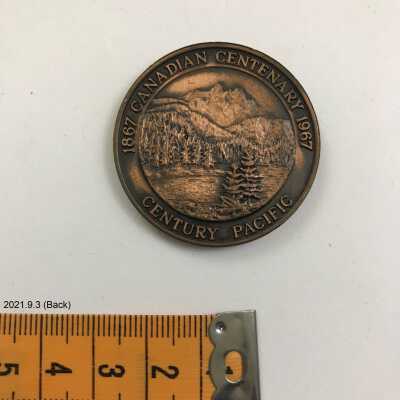 1867 CANADIAN CENTENARY 1967
CENTURY PACIFIC
2021.9.3 (Back)
5 4 3 2